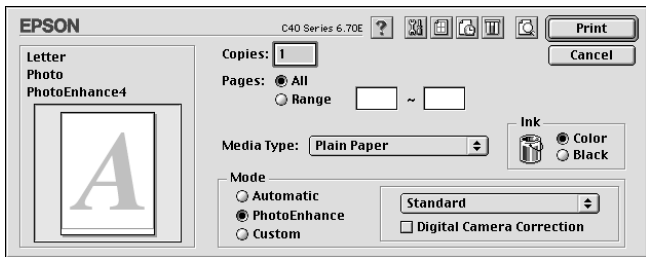 EPSON
C40 Series 6.70E
?
Print
Cancel
Letter
Photo
PhotoEnhance4
A
Copies: 1
Pages: All
Range ~
Media Type: Plain Paper
Ink
Color
Black
Mode
Automatic
PhotoEnhance
Custom
Standard
Digital Camera Correction